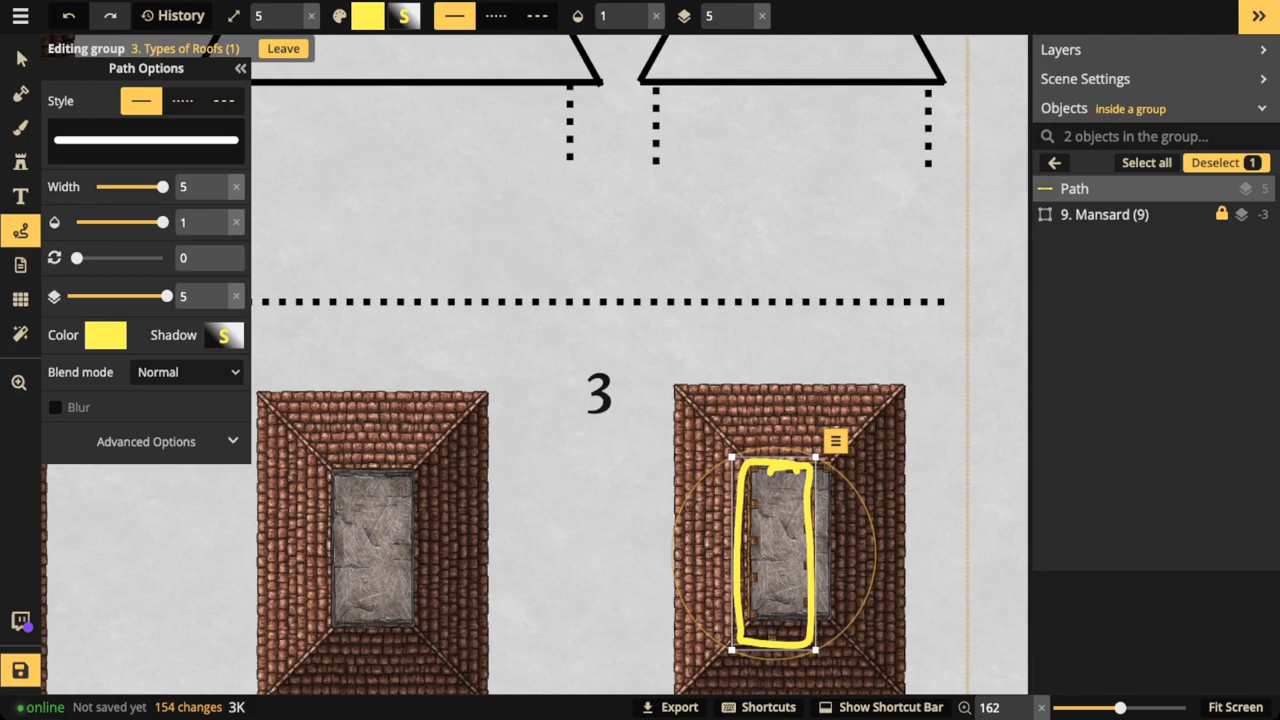 History
5
×
S
1
×
5
×
Editing group 3. Types of Roofs (1)
Leave
Path Options
Style
Width
5
×
1
×
0
5
×
Color
Shadow
S
Blend mode
Normal
Blur
Advanced Options
3
Layers
Scene Settings
Objects inside a group
2 objects in the group...
Select all
Deselect 1
Path
5
9. Mansard (9)
-3
online
Not saved yet
154 changes
3K
Export
Shortcuts
Show Shortcut Bar
162
×
Fit Screen